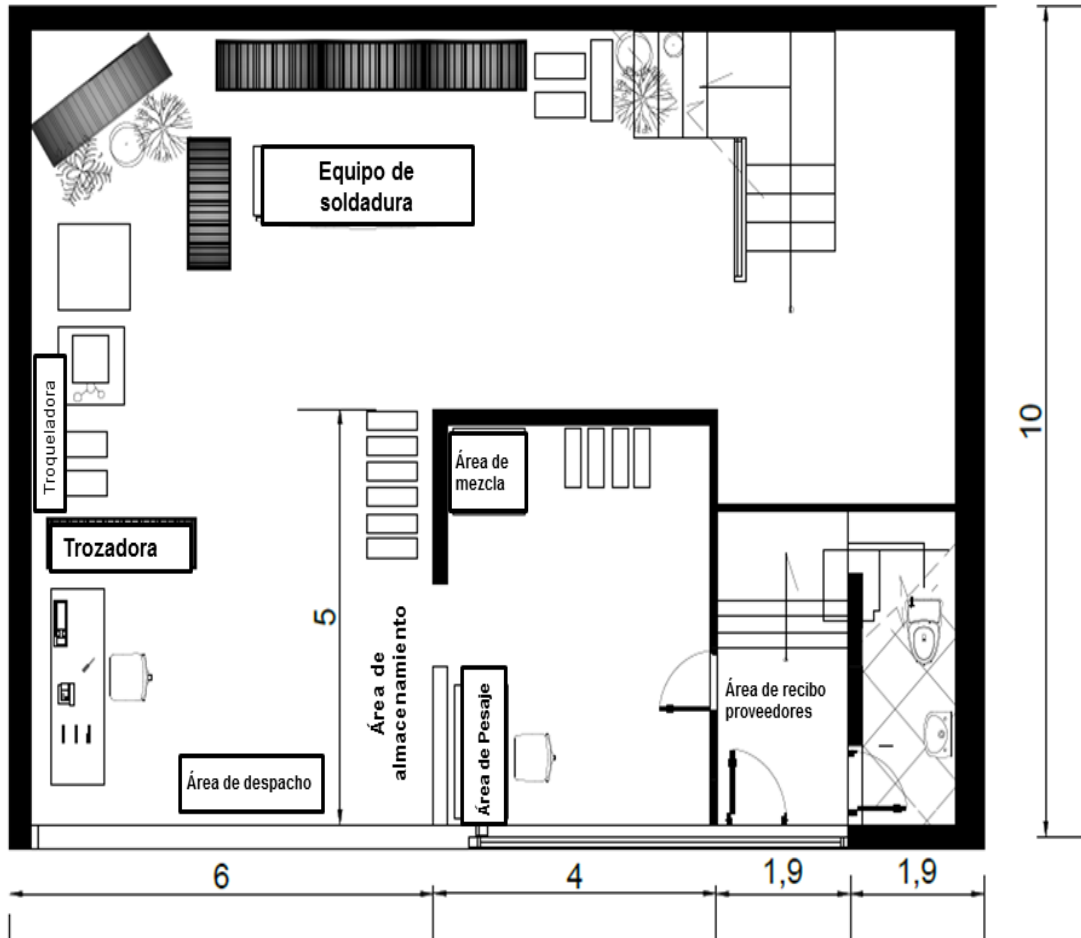 Equipo de
soldadura
Troqueladora
Área de
mezcla
10
Trozadora
5
Área de
almacenamiento
Área de Pesaje
Área de recibo
proveedores
Área de despacho
6
4
1,9
1,9